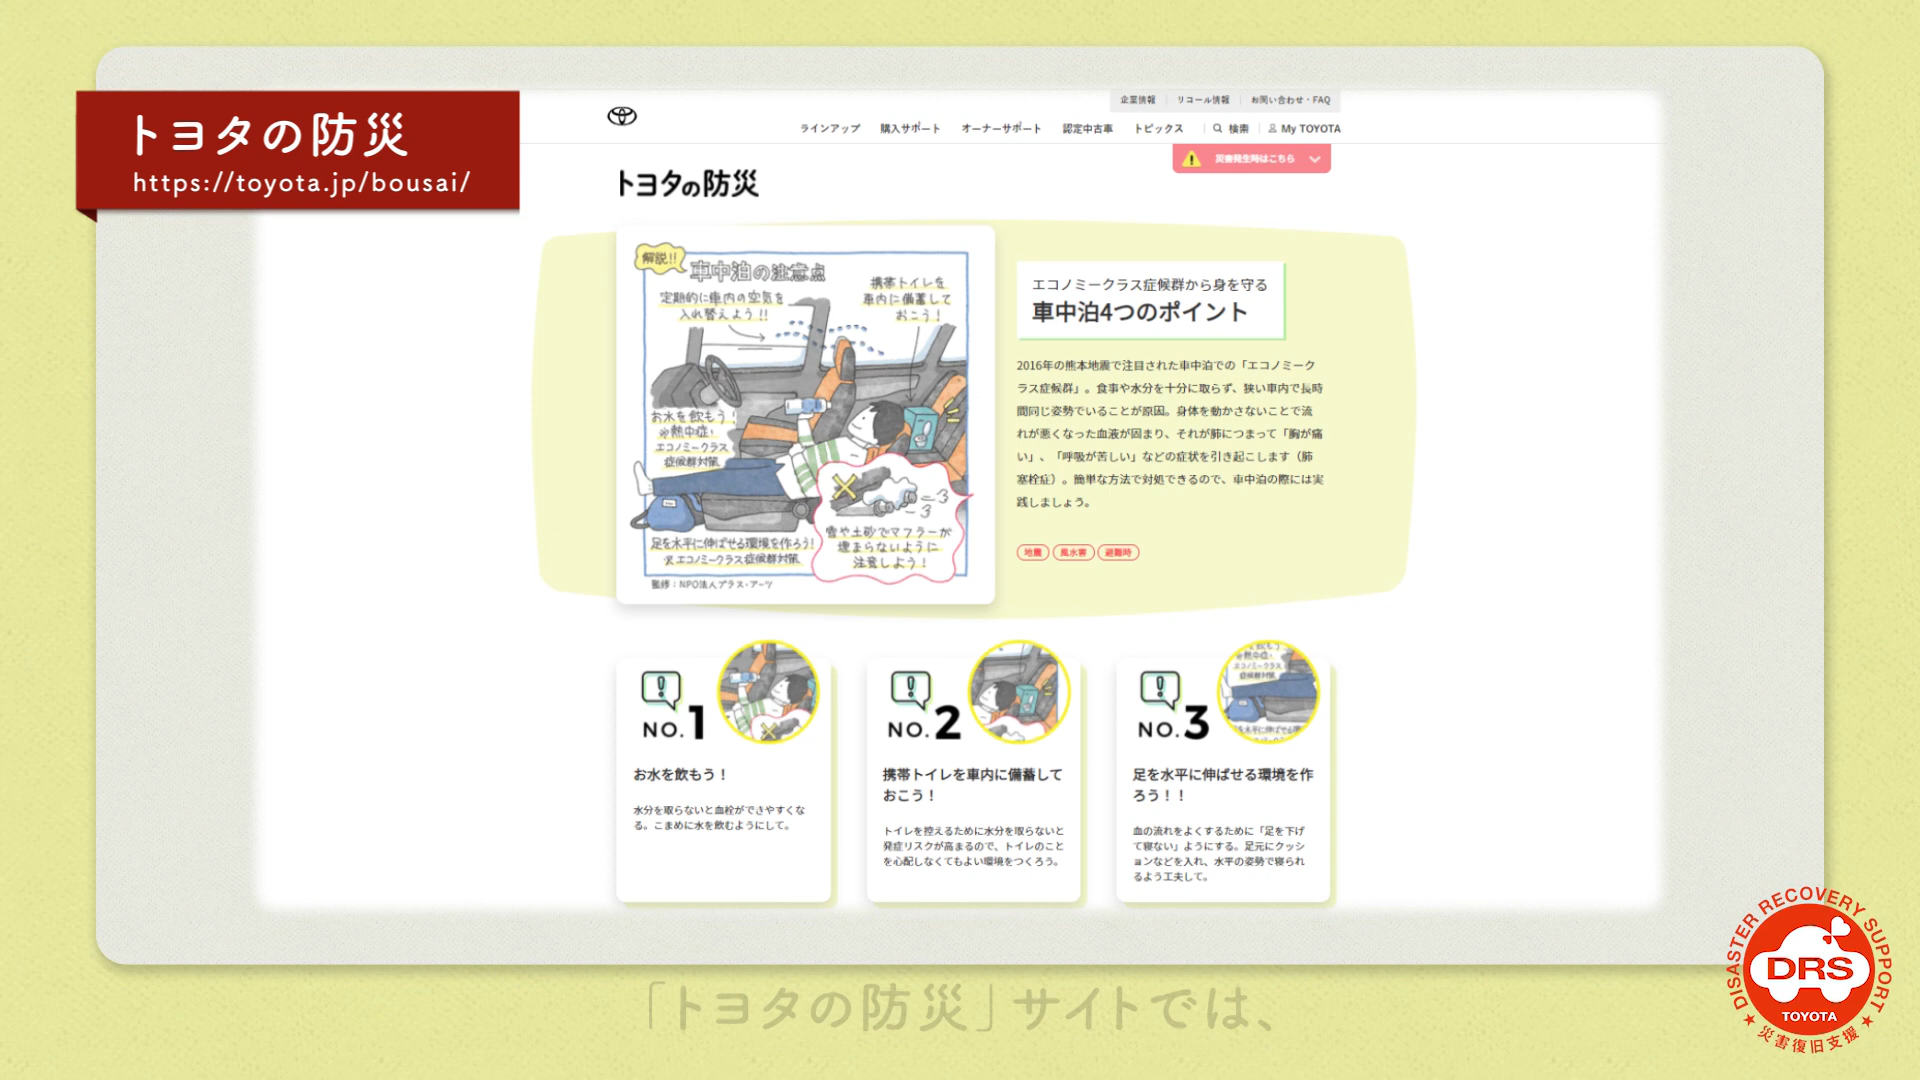 トヨタの防災
https://toyota.jp/bousai/
企業情報 リコール情報 お問い合わせ・FAQ
ラインアップ 購入サポート オーナーサポート 認定中古車 トピックス 検索 My TOYOTA
災害発生時はこちら
トヨタの防災
解説!!
車中泊の注意点
定期的に車内の空気を
入れ替えよう!!
携帯トイレを
車内に備蓄して
おこう!
お水を飲もう!
※熱中症・
エコノミークラス
症候群対策
足を水平に伸ばせる環境を作ろう!
※エコノミークラス症候群対策
雪や土砂でマフラーが
埋まらないように
注意しよう!
監修:NPO法人プラス・アーツ
エコノミークラス症候群から身を守る
車中泊4つのポイント
2016年の熊本地震で注目された車中泊での「エコノミーク
ラス症候群」。食事や水分を十分に取らず、狭い車内で長時
間同じ姿勢でいることが原因。身体を動かさないことで流
れが悪くなった血液が固まり、それが肺につまって「胸が痛
い」、「呼吸が苦しい」などの症状を引き起こします（肺
塞栓症）。簡単な方法で対処できるので、車中泊の際には実
践しましょう。
地震 風水害 避難時
NO.1
お水を飲もう！
水分を取らないと血栓ができやすくな
る。こまめに水を飲むようにして。
NO.2
携帯トイレを車内に備蓄して
おこう！
トイレを控えるために水分を取らないと
発症リスクが高まるので、トイレのこと
を心配しなくてもよい環境をつくろう。
NO.3
足を水平に伸ばせる環境を作
ろう！！
血の流れをよくするために「足を下げ
て寝ない」ようにする。足元にクッシ
ョンなどを入れ、水平の姿勢で寝られ
るよう工夫して。
「トヨタの防災」サイトでは、
DISASTER RECOVERY SUPPORT
DRS
TOYOTA
★災害復旧支援★